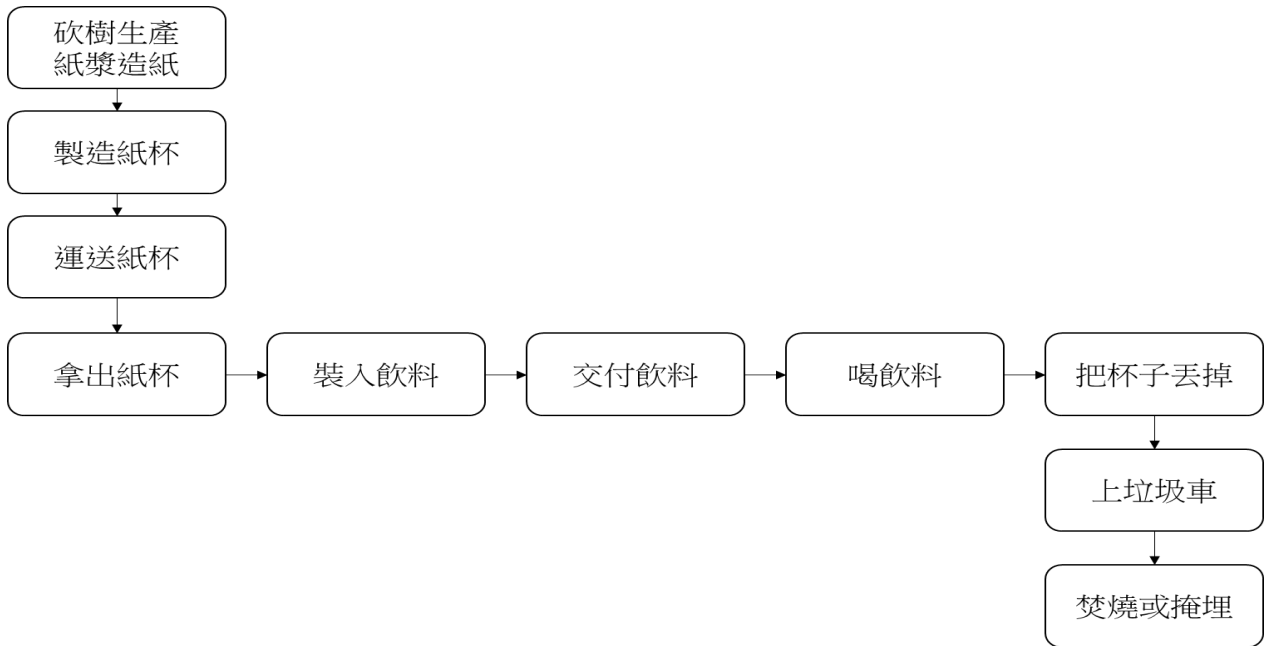 砍樹生產
紙漿造紙
製造紙杯
運送紙杯
拿出紙杯
裝入飲料
交付飲料
喝飲料
把杯子丟掉
上垃圾車
焚燒或掩埋